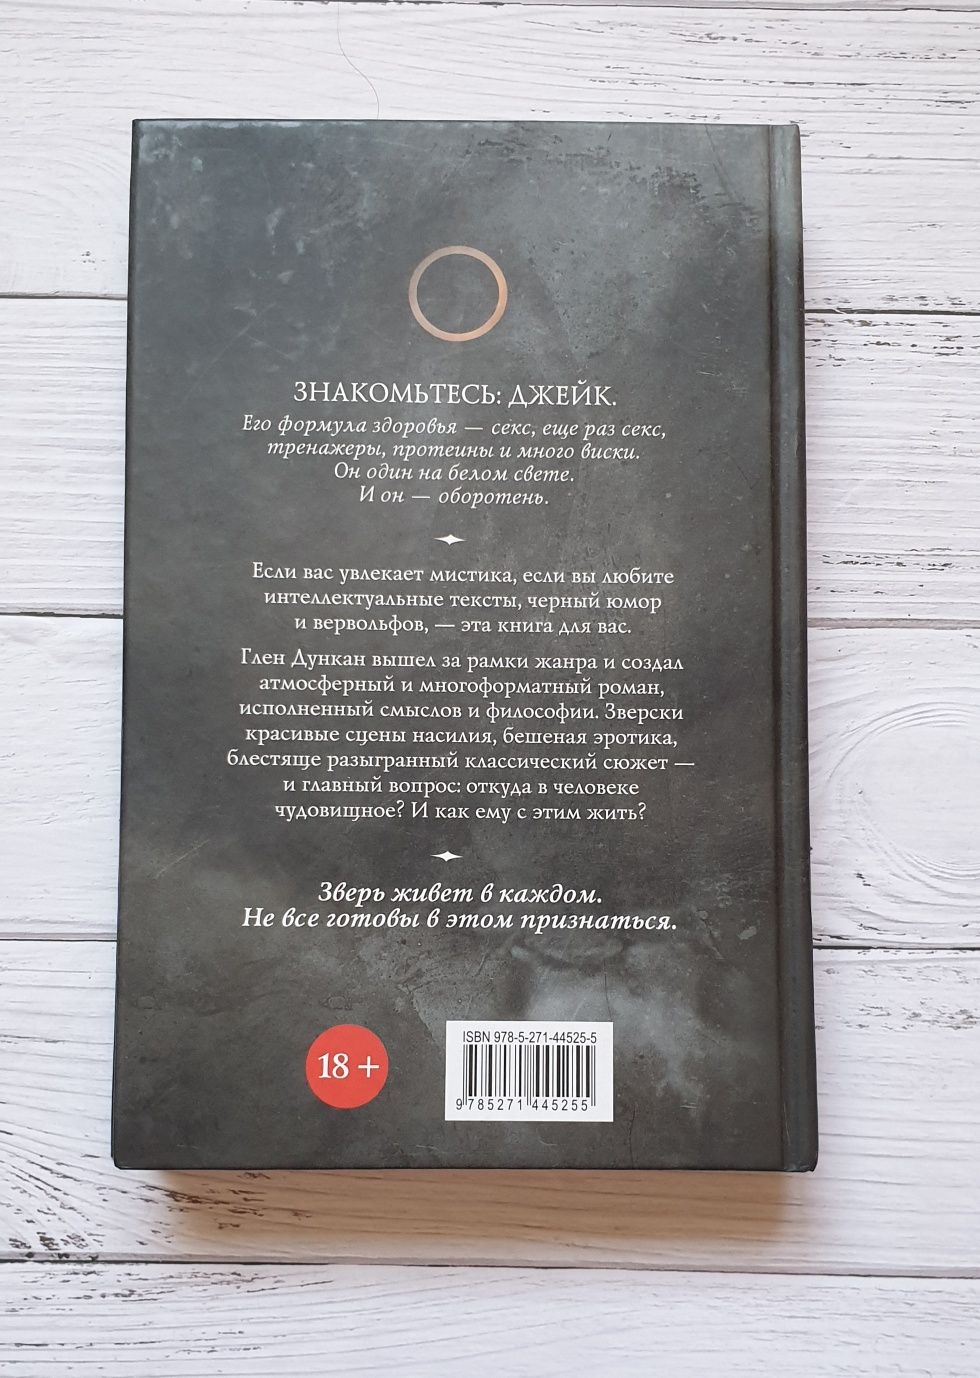 ЗНАКОМЬТЕСЬ: ДЖЕЙК.
Его формула здоровья — секс, еще раз секс,
тренажеры, протеины и много виски.
Он один на белом свете.
И он — оборотень.
Если вас увлекает мистика, если вы любите
интеллектуальные тексты, черный юмор
и вервольфов, — эта книга для вас.
Глен Дункан вышел за рамки жанра и создал
атмосферный и многоформатный роман,
исполненный смыслов и философии. Зверски
красивые сцены насилия, бешеная эротика,
блестяще разыгранный классический сюжет —
и главный вопрос: откуда в человеке
чудовищное? И как ему с этим жить?
Зверь живет в каждом.
Не все готовы в этом признаться.
18 +
ISBN 978-5-271-44525-5
9 785271 445255